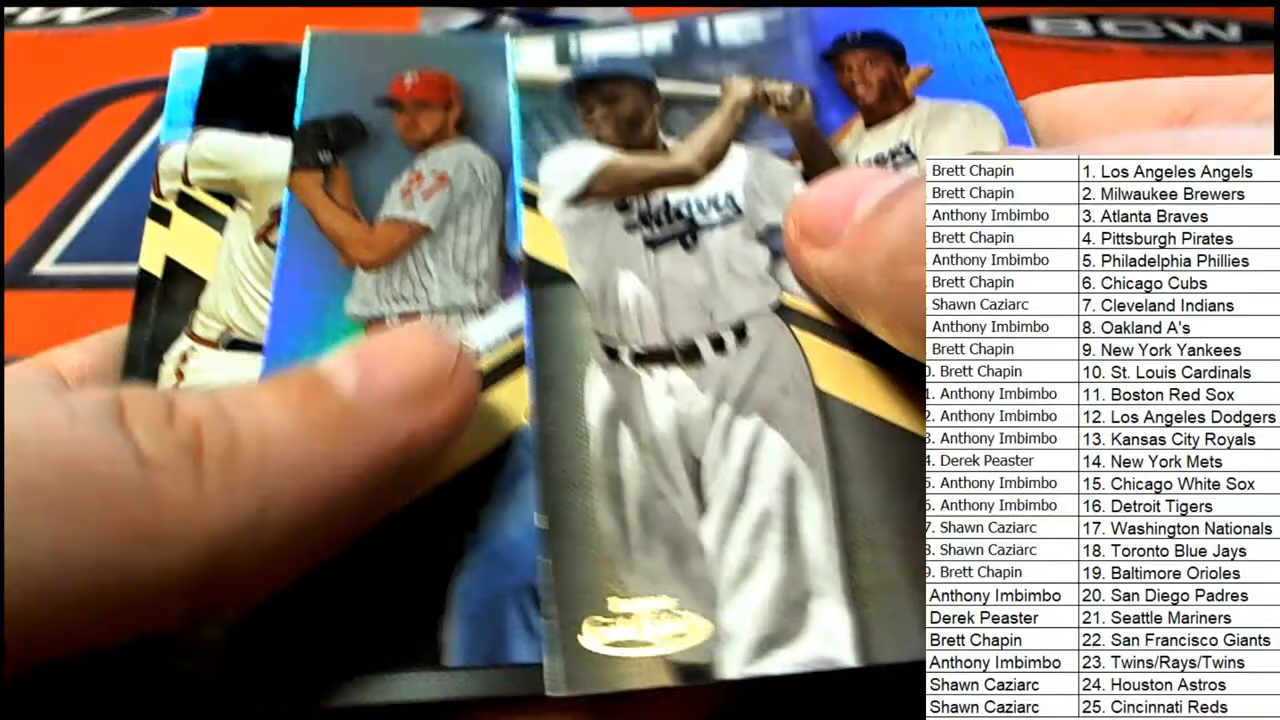 BCW
Dodgers
27
Brett Chapin 1. Los Angeles Angels
Brett Chapin 2. Milwaukee Brewers
Anthony Imbimbo 3. Atlanta Braves
Brett Chapin 4. Pittsburgh Pirates
Anthony Imbimbo 5. Philadelphia Phillies
Brett Chapin 6. Chicago Cubs
Shawn Caziarc 7. Cleveland Indians
Anthony Imbimbo 8. Oakland A's
Brett Chapin 9. New York Yankees
0. Brett Chapin 10. St. Louis Cardinals
1. Anthony Imbimbo 11. Boston Red Sox
2. Anthony Imbimbo 12. Los Angeles Dodgers
3. Anthony Imbimbo 13. Kansas City Royals
4. Derek Peaster 14. New York Mets
5. Anthony Imbimbo 15. Chicago White Sox
6. Anthony Imbimbo 16. Detroit Tigers
7. Shawn Caziarc 17. Washington Nationals
8. Shawn Caziarc 18. Toronto Blue Jays
9. Brett Chapin 19. Baltimore Orioles
Anthony Imbimbo 20. San Diego Padres
Derek Peaster 21. Seattle Mariners
Brett Chapin 22. San Francisco Giants
Anthony Imbimbo 23. Twins/Rays/Twins
Shawn Caziarc 24. Houston Astros
Shawn Caziarc 25. Cincinnati Reds